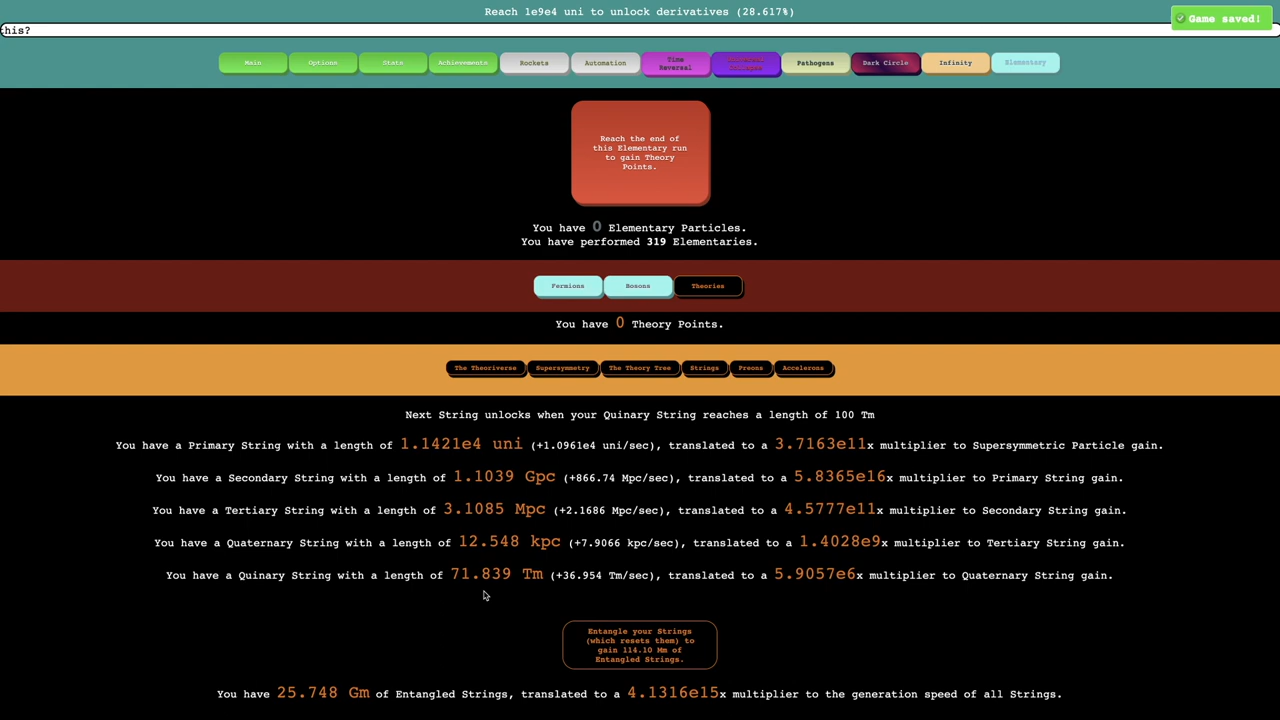 Reach 1e9e4 uni to unlock derivatives (28.617%)
Game saved!
his?
Main
Options
Stats
Achievements
Rockets
Automation
Time
Reversal
Pathogens
Dark Circle
Infinity
Elementary
Reach the end of
this Elementary run
to gain Theory
Points.
You have 0 Elementary Particles.
You have performed 319 Elementaries.
Fermions
Bosons
Theories
You have 0 Theory Points.
The Theoriverse
Supersymmetry
The Theory Tree
Strings
Preons
Accelerons
Next String unlocks when your Quinary String reaches a length of 100 Tm
You have a Primary String with a length of 1.1421e4 uni (+1.0961e4 uni/sec), translated to a 3.7163e11x multiplier to Supersymmetric Particle gain.
You have a Secondary String with a length of 1.1039 Gpc (+866.74 Mpc/sec), translated to a 5.8365e16x multiplier to Primary String gain.
You have a Tertiary String with a length of 3.1085 Mpc (+2.1686 Mpc/sec), translated to a 4.5777e11x multiplier to Secondary String gain.
You have a Quaternary String with a length of 12.548 kpc (+7.9066 kpc/sec), translated to a 1.4028e9x multiplier to Tertiary String gain.
You have a Quinary String with a length of 71.839 Tm (+36.954 Tm/sec), translated to a 5.9057e6x multiplier to Quaternary String gain.
Entangle your Strings
(which resets them) to
gain 114.10 Mm of
Entangled Strings.
You have 25.748 Gm of Entangled Strings, translated to a 4.1316e15x multiplier to the generation speed of all Strings.